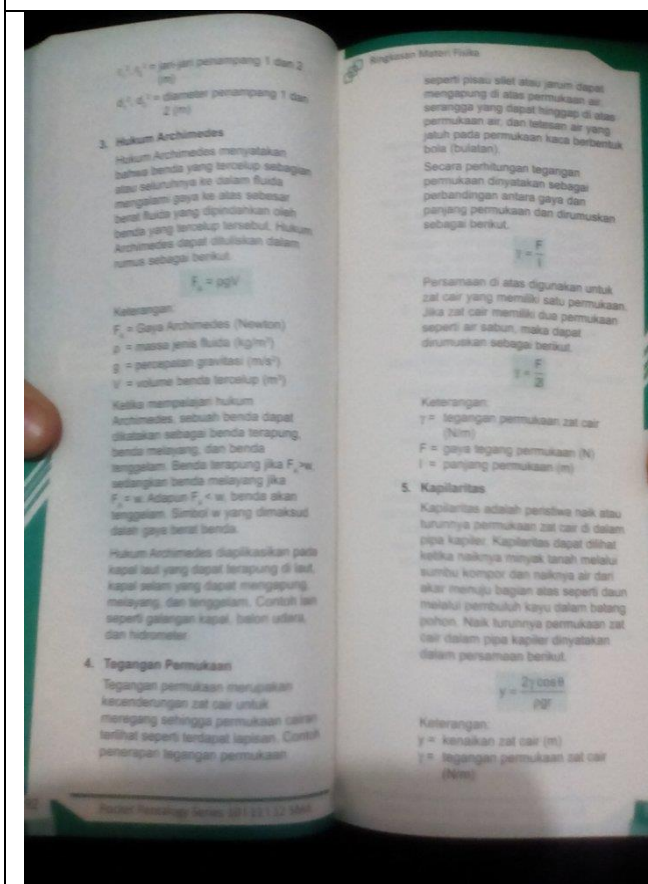 r₁², r₂² = jari-jari penampang 1 dan 2
(m)
d₁², d₂² = diameter penampang 1 dan
2 (m)
3. Hukum Archimedes
Hukum Archimedes menyatakan
bahwa benda yang tercelup sebagian
atau seluruhnya ke dalam fluida
mengalami gaya ke atas sebesar
berat fluida yang dipindahkan oleh
benda yang tercelup tersebut. Hukum
Archimedes dapat dituliskan dalam
rumus sebagai berikut.
Fₐ = ρgV
Keterangan:
Fₐ = Gaya Archimedes (Newton)
ρ = massa jenis fluida (kg/m³)
g = percepatan gravitasi (m/s²)
V = volume benda tercelup (m³)
Ketika mempelajari hukum
Archimedes, sebuah benda dapat
dikatakan sebagai benda terapung,
benda melayang, dan benda
tenggelam. Benda terapung jika Fₐ>w,
sedangkan benda melayang jika
Fₐ = w. Adapun Fₐ < w, benda akan
tenggelam. Simbol w yang dimaksud
ialah gaya berat benda.
Hukum Archimedes diaplikasikan pada
kapal laut yang dapat terapung di laut,
kapal selam yang dapat mengapung,
melayang, dan tenggelam. Contoh lain
seperti galangan kapal, balon udara,
dan hidrometer.
4. Tegangan Permukaan
Tegangan permukaan merupakan
kecenderungan zat cair untuk
meregang sehingga permukaan cairan
terlihat seperti terdapat lapisan. Contoh
penerapan tegangan permukaan
Pocket Pentalogy Series
Ringkasan Materi Fisika
seperti pisau silet atau jarum dapat
mengapung di atas permukaan air,
serangga yang dapat hinggap di atas
permukaan air, dan tetesan air yang
jatuh pada permukaan kaca berbentuk
bola (bulatan).
Secara perhitungan tegangan
permukaan dinyatakan sebagai
perbandingan antara gaya dan
panjang permukaan dan dirumuskan
sebagai berikut.
γ = F/l
Persamaan di atas digunakan untuk
zat cair yang memiliki satu permukaan.
Jika zat cair memiliki dua permukaan
seperti air sabun, maka dapat
dirumuskan sebagai berikut.
γ = F/2l
Keterangan:
γ = tegangan permukaan zat cair
(N/m)
F = gaya tegang permukaan (N)
l = panjang permukaan (m)
5. Kapilaritas
Kapilaritas adalah peristiwa naik atau
turunnya permukaan zat cair di dalam
pipa kapiler. Kapilaritas dapat dilihat
ketika naiknya minyak tanah melalui
sumbu kompor dan naiknya air dari
akar menuju bagian atas seperti daun
melalui pembuluh kayu dalam batang
pohon. Naik turunnya permukaan zat
cair dalam pipa kapiler dinyatakan
dalam persamaan berikut.
y = 2γ cos θ/ρgr
Keterangan:
y = kenaikan zat cair (m)
γ = tegangan permukaan zat cair
(N/m)